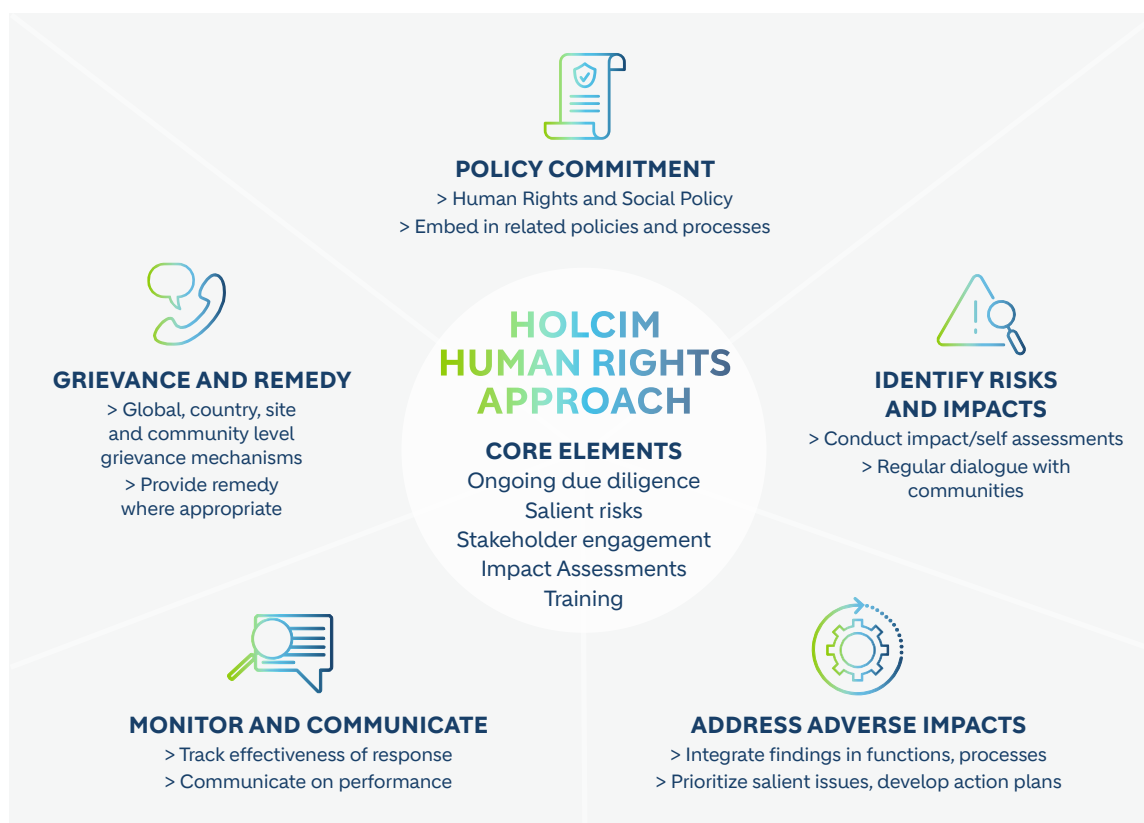 POLICY COMMITMENT
> Human Rights and Social Policy
> Embed in related policies and processes
HOLCIM
HUMAN RIGHTS
APPROACH
CORE ELEMENTS
Ongoing due diligence
Salient risks
Stakeholder engagement
Impact Assessments
Training
IDENTIFY RISKS
AND IMPACTS
> Conduct impact/self assessments
> Regular dialogue with
communities
ADDRESS ADVERSE IMPACTS
> Integrate findings in functions, processes
> Prioritize salient issues, develop action plans
MONITOR AND COMMUNICATE
> Track effectiveness of response
> Communicate on performance
GRIEVANCE AND REMEDY
> Global, country, site
and community level
grievance mechanisms
> Provide remedy
where appropriate